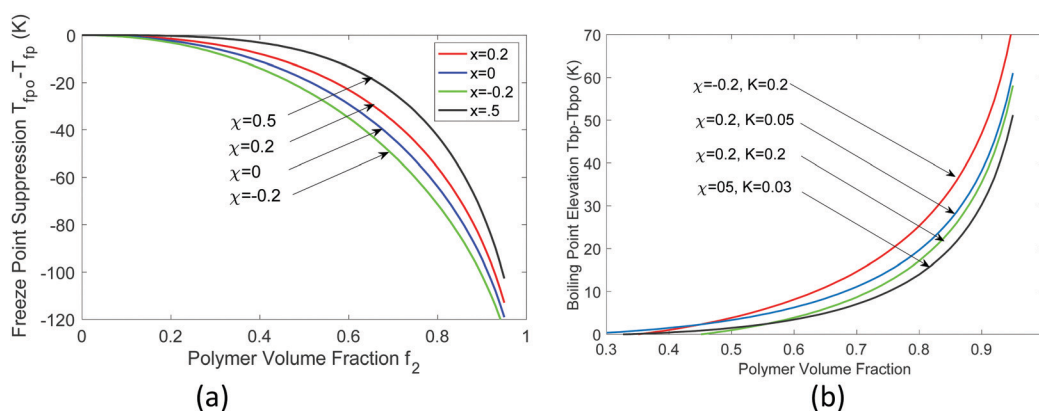 Freeze Point Suppression T_fpo-T_fp (K)
0
-20
-40
-60
-80
-100
-120
0
0.2
0.4
0.6
0.8
1
Polymer Volume Fraction f_2
x=0.2
x=0
x=-0.2
x=.5
χ=0.5
χ=0.2
χ=0
χ=-0.2
(a)
Boiling Point Elevation Tbp-Tbpo (K)
70
60
50
40
30
20
10
0
0.3
0.4
0.5
0.6
0.7
0.8
0.9
Polymer Volume Fraction
χ=-0.2, K=0.2
χ=0.2, K=0.05
χ=0.2, K=0.2
χ=05, K=0.03
(b)